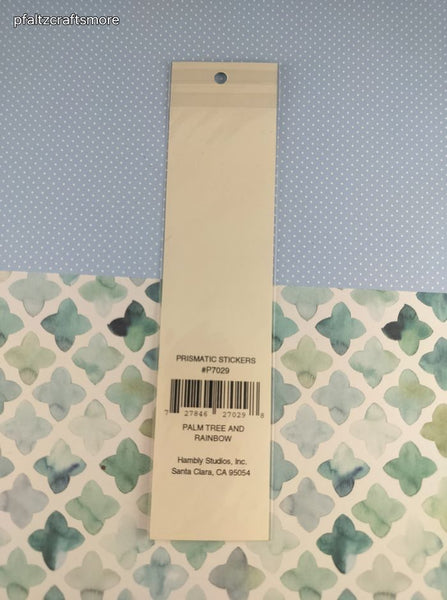 pfaltzcraftsmore
PRISMATIC STICKERS
#P7029
7 27846 27029 8
PALM TREE AND
RAINBOW
Hambly Studios, Inc.
Santa Clara, CA 95054